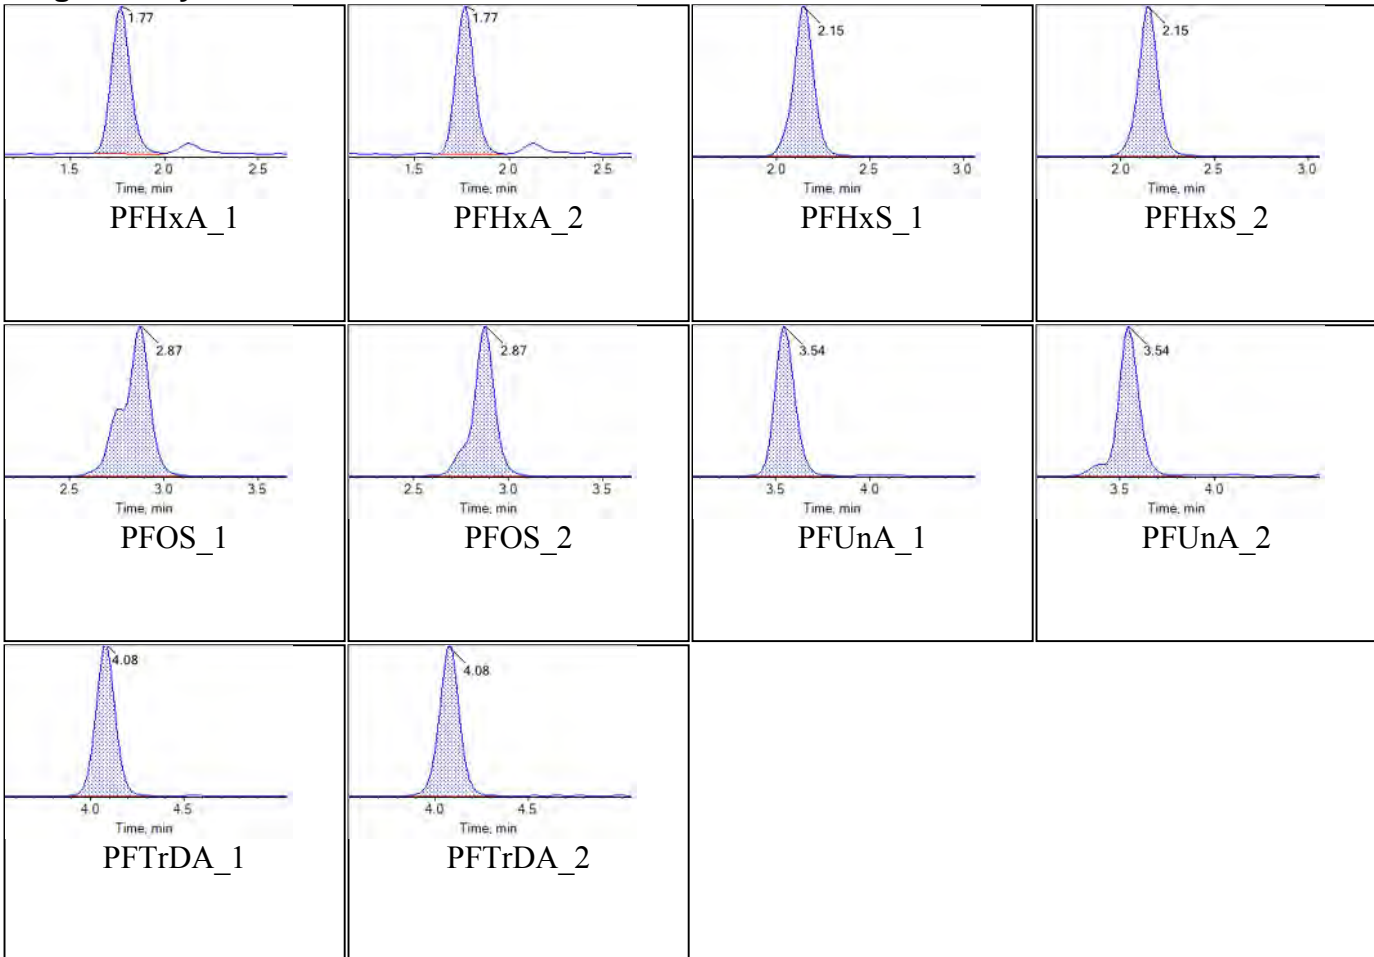 1.77
1.5 2.0 2.5
Time, min
PFHxA_1
1.77
1.5 2.0 2.5
Time, min
PFHxA_2
2.15
2.0 2.5 3.0
Time, min
PFHxS_1
2.15
2.0 2.5 3.0
Time, min
PFHxS_2
2.87
2.5 3.0 3.5
Time, min
PFOS_1
2.87
2.5 3.0 3.5
Time, min
PFOS_2
3.54
3.5 4.0
Time, min
PFUnA_1
3.54
3.5 4.0
Time, min
PFUnA_2
4.08
4.0 4.5
Time, min
PFTrDA_1
4.08
4.0 4.5
Time, min
PFTrDA_2